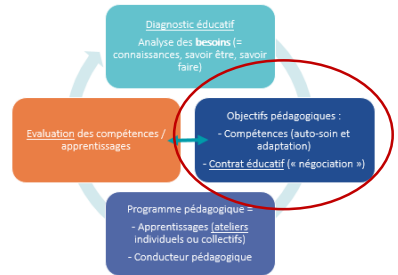 Diagnostic éducatif
Analyse des besoins (=
connaissances, savoir être, savoir
faire)
Evaluation des compétences /
apprentissages
Objectifs pédagogiques :
- Compétences (auto-soin et
adaptation)
- Contrat éducatif (« négociation »)
Programme pédagogique =
- Apprentissages (ateliers
individuels ou collectifs)
- Conducteur pédagogique